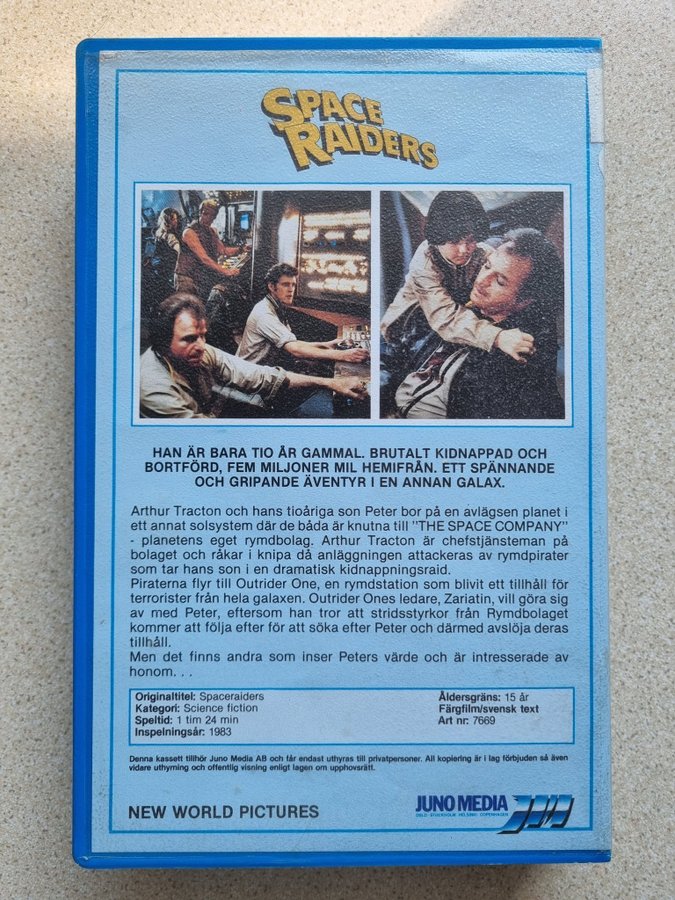 SPACE
RAIDERS
HAN ÄR BARA TIO ÅR GAMMAL. BRUTALT KIDNAPPAD OCH
BORTFÖRD, FEM MILJONER MIL HEMIFRÅN. ETT SPÄNNANDE
OCH GRIPANDE ÄVENTYR I EN ANNAN GALAX.
Arthur Tracton och hans tioåriga son Peter bor på en avlägsen planet i
ett annat solsystem där de båda är knutna till "THE SPACE COMPANY"
- planetens eget rymdbolag. Arthur Tracton är chefstjänsteman på
bolaget och råkar i knipa då anläggningen attackeras av rymdpirater
som tar hans son i en dramatisk kidnappningsraid.
Piraterna flyr till Outrider One, en rymdstation som blivit ett tillhåll för
terrorister från hela galaxen. Outrider Ones ledare, Zariatin, vill göra sig
av med Peter, eftersom han tror att stridsstyrkor från Rymdbolaget
kommer att följa efter för att söka efter Peter och därmed avslöja deras
tillhåll.
Men det finns andra som inser Peters värde och är intresserade av
honom. . .
Originaltitel: Spaceraiders
Kategori: Science fiction
Speltid: 1 tim 24 min
Inspelningsår: 1983
Åldersgräns: 15 år
Färgfilm/svensk text
Art nr: 7669
Denna kassett tillhör Juno Media AB och får endast uthyras till privatpersoner. All kopiering är i lag förbjuden så även
vidare uthyrning och offentlig visning enligt lagen om upphovsrätt.
NEW WORLD PICTURES
JUNO MEDIA
OSLO STOCKHOLM HELSINKI COPENHAGEN